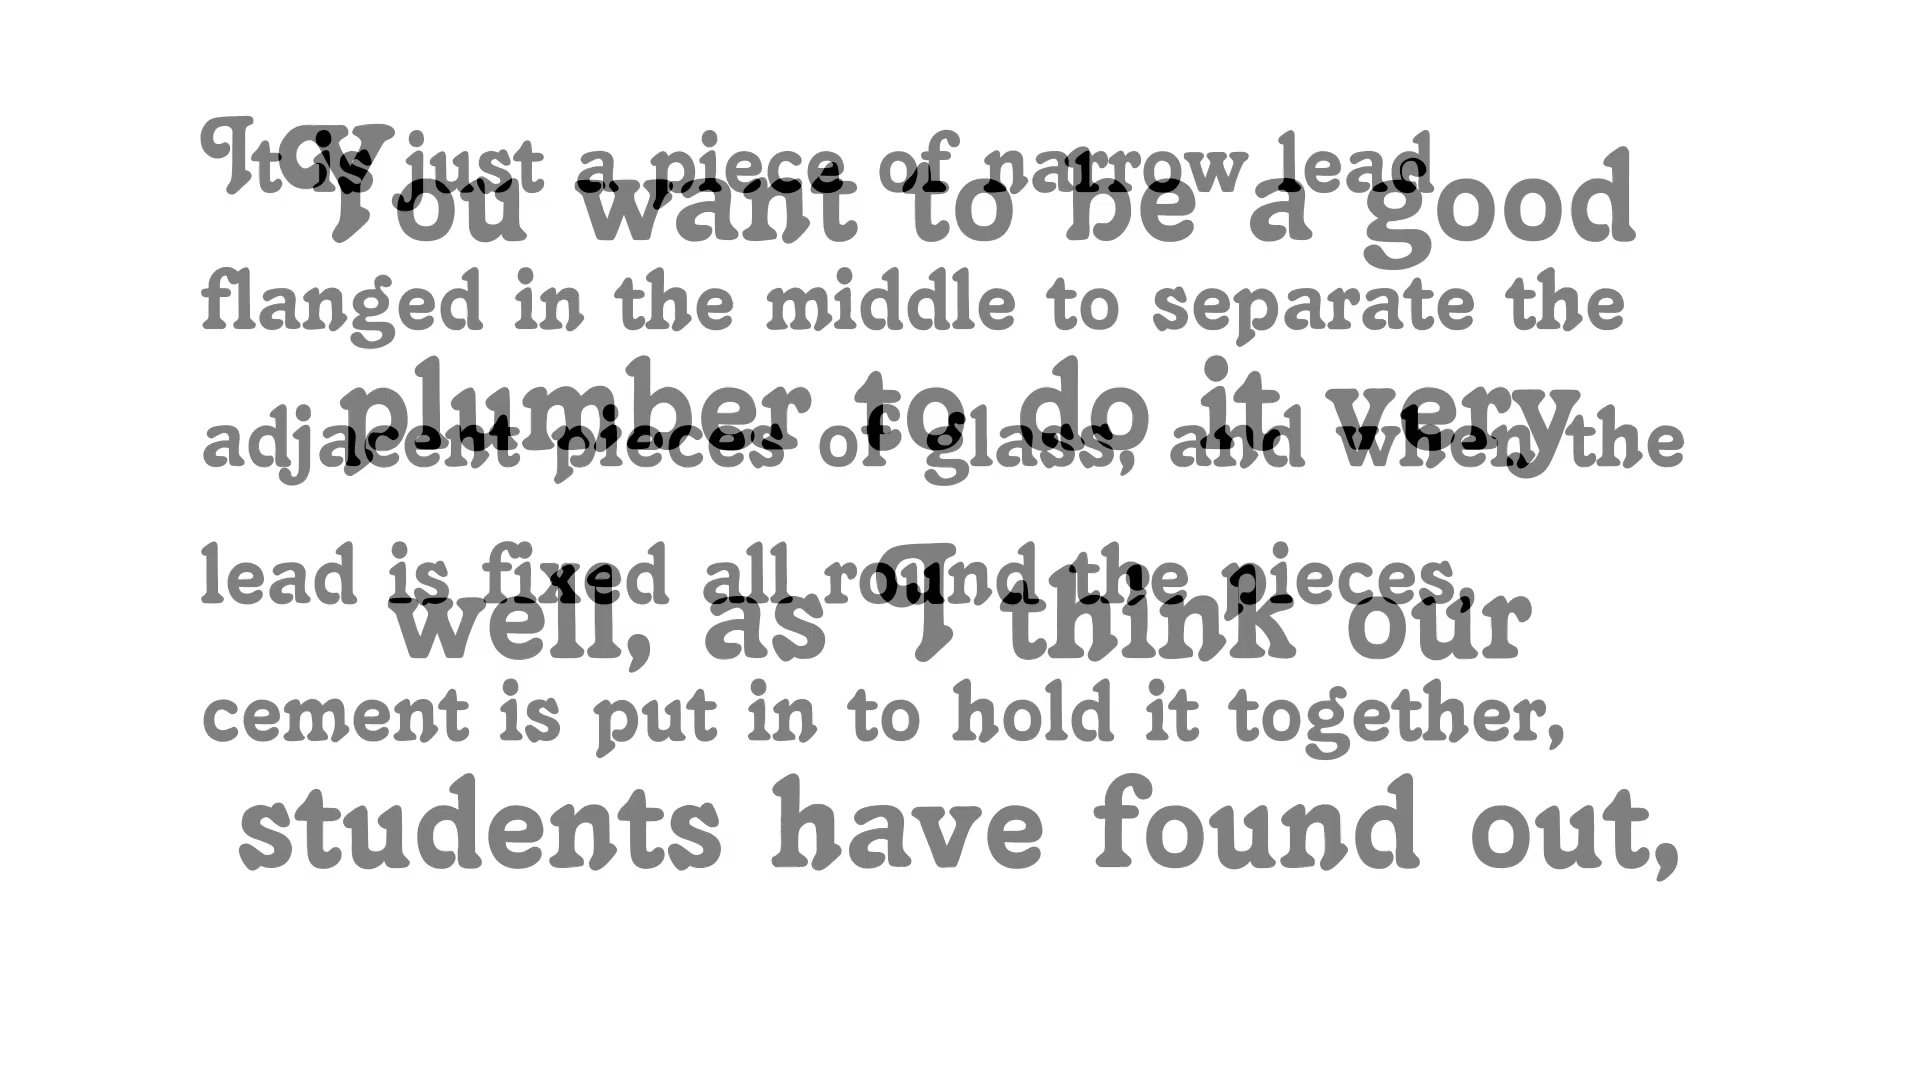 It is just a piece of narrow lead
flanged in the middle to separate the
adjacent pieces of glass, and when the
lead is fixed all round the pieces,
cement is put in to hold it together,
You want to be a good
plumber to do it very
well, as I think our
students have found out,